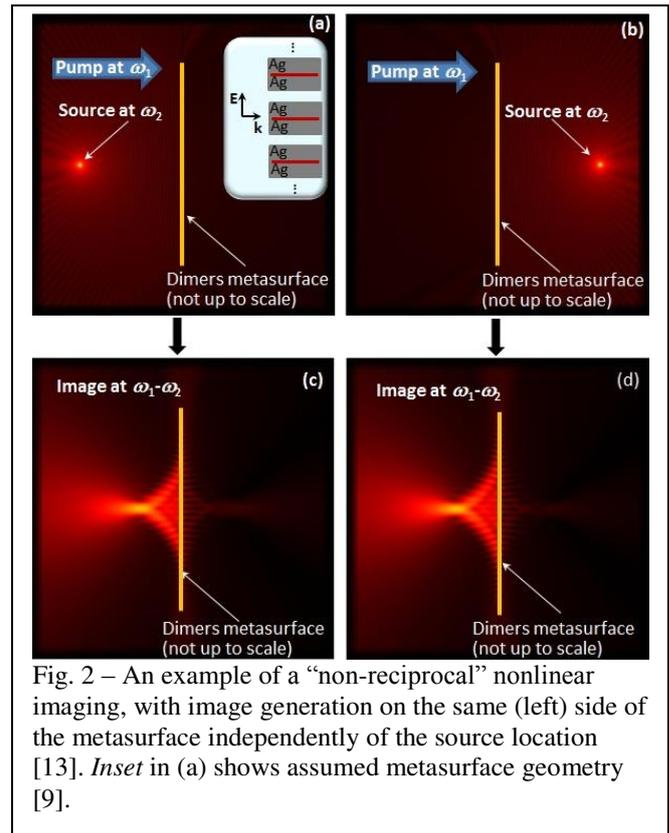 (a)
Pump at ω₁
Source at ω₂
⋮
Ag
Ag
E
k
Ag
Ag
Ag
Ag
⋮
Dimers metasurface
(not up to scale)
(b)
Pump at ω₁
Source at ω₂
Dimers metasurface
(not up to scale)
Image at ω₁-ω₂
(c)
Dimers metasurface
(not up to scale)
Image at ω₁-ω₂
(d)
Dimers metasurface
(not up to scale)
Fig. 2 – An example of a “non-reciprocal” nonlinear
imaging, with image generation on the same (left) side of
the metasurface independently of the source location
[13]. Inset in (a) shows assumed metasurface geometry
[9].